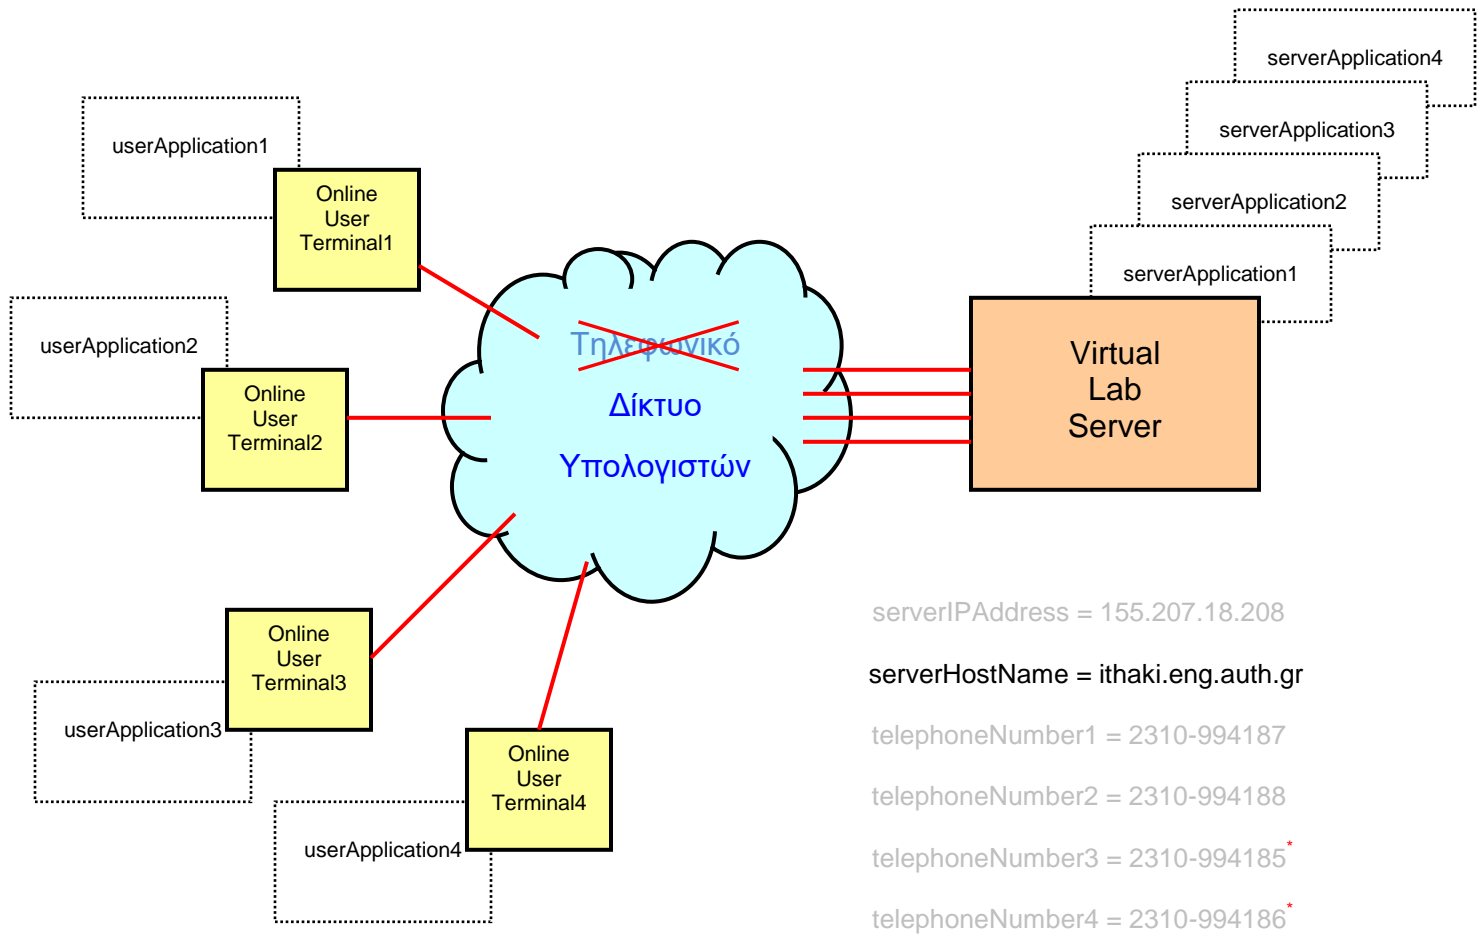 serverApplication4
serverApplication3
serverApplication2
serverApplication1
userApplication1
Online
User
Terminal1
userApplication2
Online
User
Terminal2
Τηλεφωνικό
Δίκτυο
Υπολογιστών
Virtual
Lab
Server
Online
User
Terminal3
userApplication3
Online
User
Terminal4
userApplication4
serverIPAddress = 155.207.18.208
serverHostName = ithaki.eng.auth.gr
telephoneNumber1 = 2310-994187
telephoneNumber2 = 2310-994188
telephoneNumber3 = 2310-994185*
telephoneNumber4 = 2310-994186*